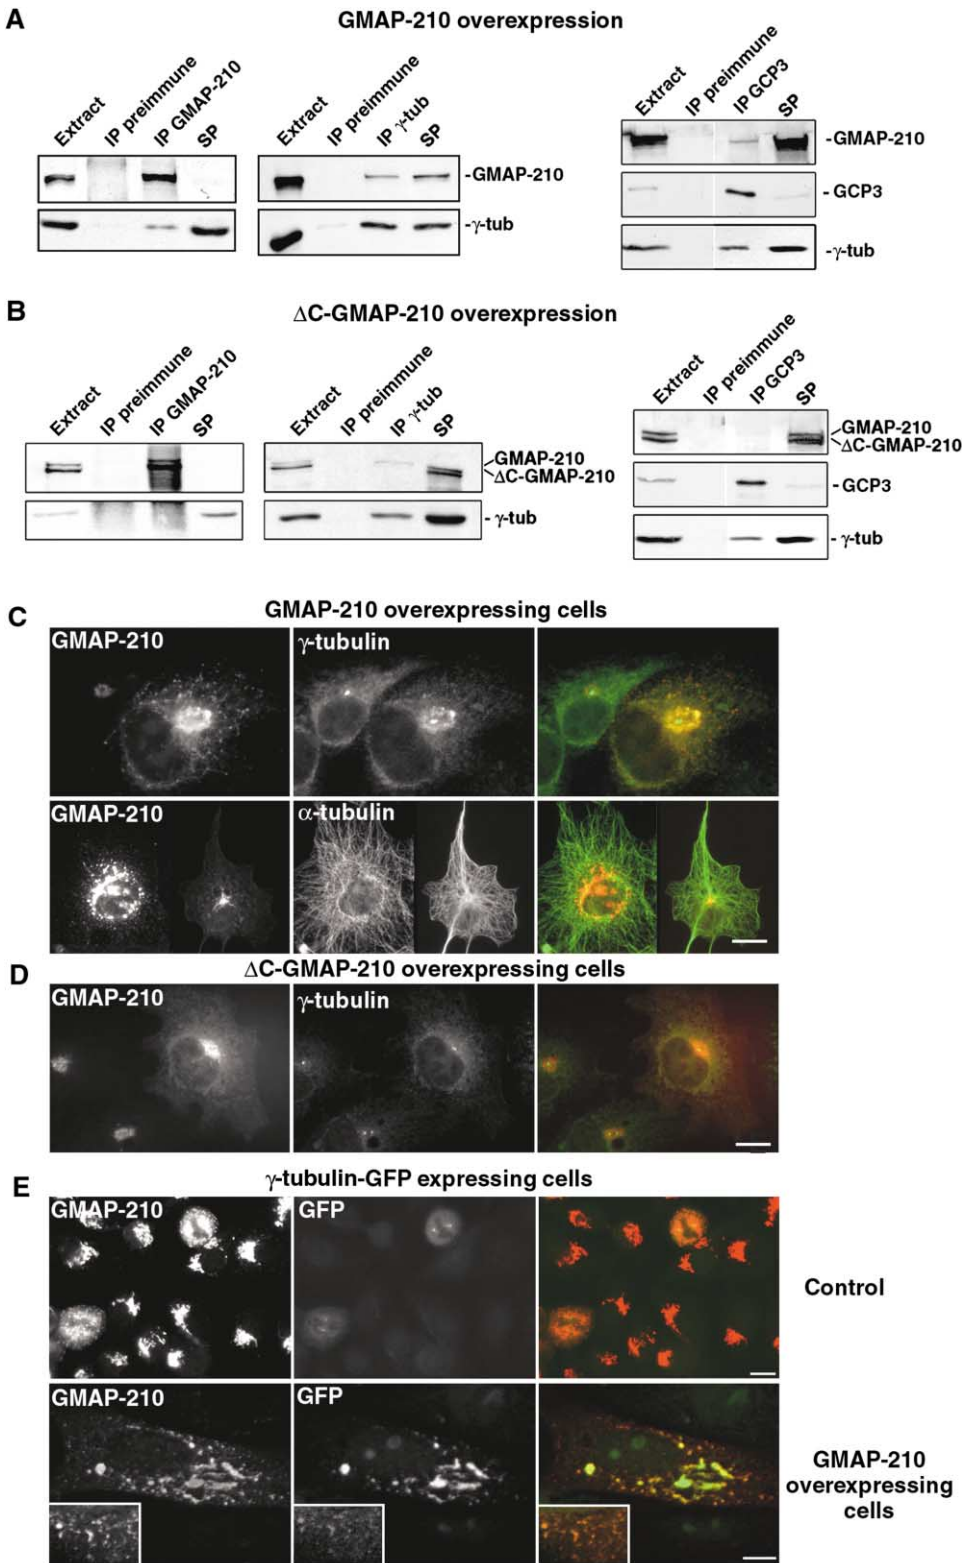 A
GMAP-210 overexpression
Extract
IP preimmune
IP GMAP-210
SP
Extract
IP preimmune
IP γ-tub
SP
-GMAP-210
-γ-tub
Extract
IP preimmune
IP GCP3
SP
-GMAP-210
-GCP3
-γ-tub
B
ΔC-GMAP-210 overexpression
Extract
IP preimmune
IP GMAP-210
SP
Extract
IP preimmune
IP γ-tub
SP
GMAP-210
ΔC-GMAP-210
-γ-tub
Extract
IP preimmune
IP GCP3
SP
GMAP-210
ΔC-GMAP-210
-GCP3
-γ-tub
C
GMAP-210 overexpressing cells
GMAP-210
γ-tubulin
GMAP-210
α-tubulin
D
ΔC-GMAP-210 overexpressing cells
GMAP-210
γ-tubulin
E
γ-tubulin-GFP expressing cells
GMAP-210
GFP
Control
GMAP-210
GFP
GMAP-210
overexpressing
cells